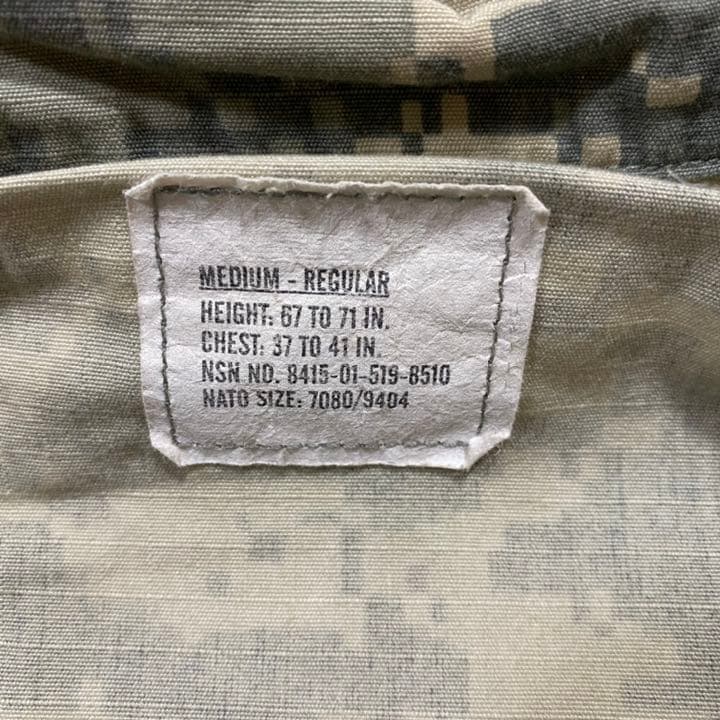 MEDIUM - REGULAR
HEIGHT: 67 TO 71 IN.
CHEST: 37 TO 41 IN.
NSN NO. 8415-01-519-8510
NATO SIZE: 7080/9404